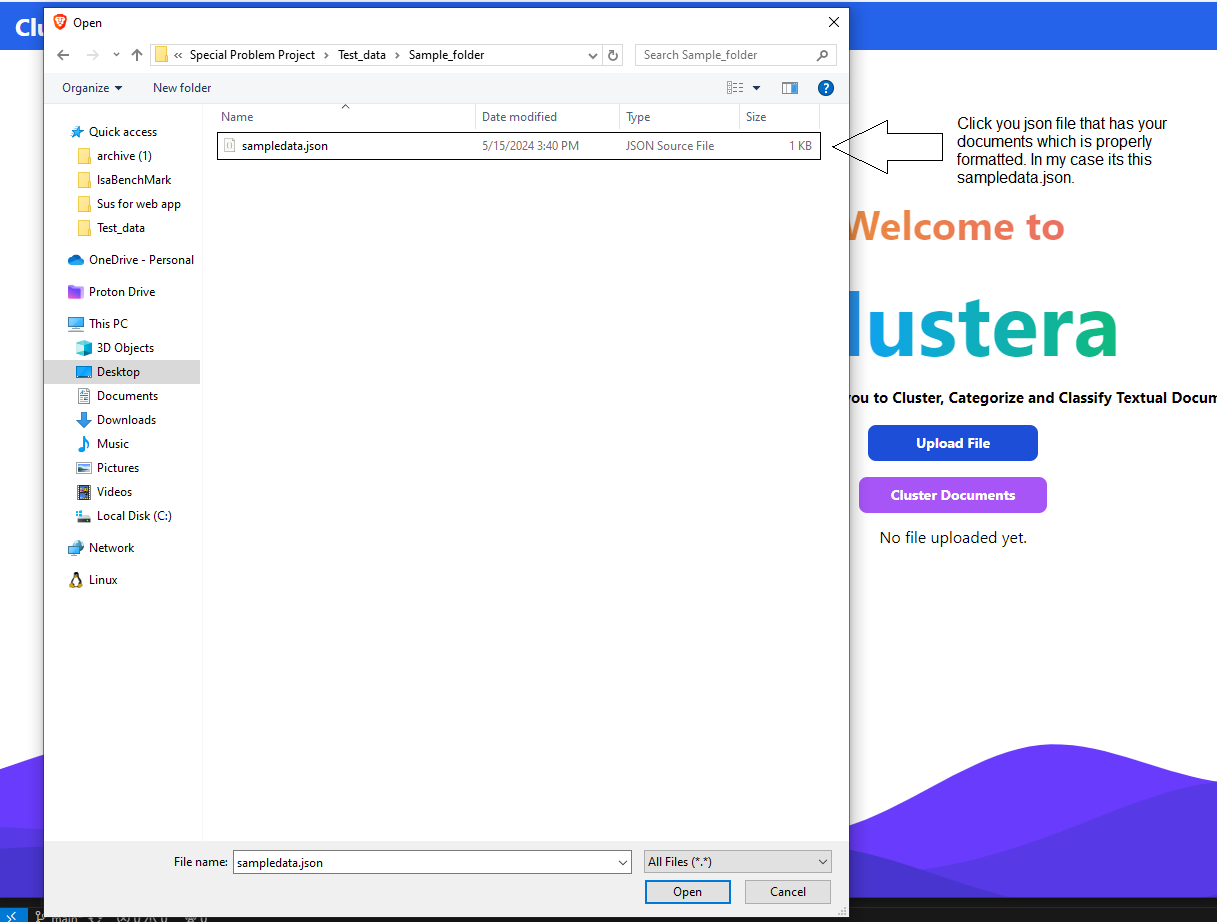 Clu
Open
« Special Problem Project › Test_data › Sample_folder
Search Sample_folder
Organize
New folder
Name
Date modified
Type
Size
sampledata.json
5/15/2024 3:40 PM
JSON Source File
1 KB
Quick access
archive (1)
IsaBenchMark
Sus for web app
Test_data
OneDrive - Personal
Proton Drive
This PC
3D Objects
Desktop
Documents
Downloads
Music
Pictures
Videos
Local Disk (C:)
Network
Linux
Click you json file that has your
documents which is properly
formatted. In my case its this
sampledata.json.
Welcome to
lustera
you to Cluster, Categorize and Classify Textual Docum
Upload File
Cluster Documents
No file uploaded yet.
File name:
sampledata.json
All Files (*.*)
Open
Cancel